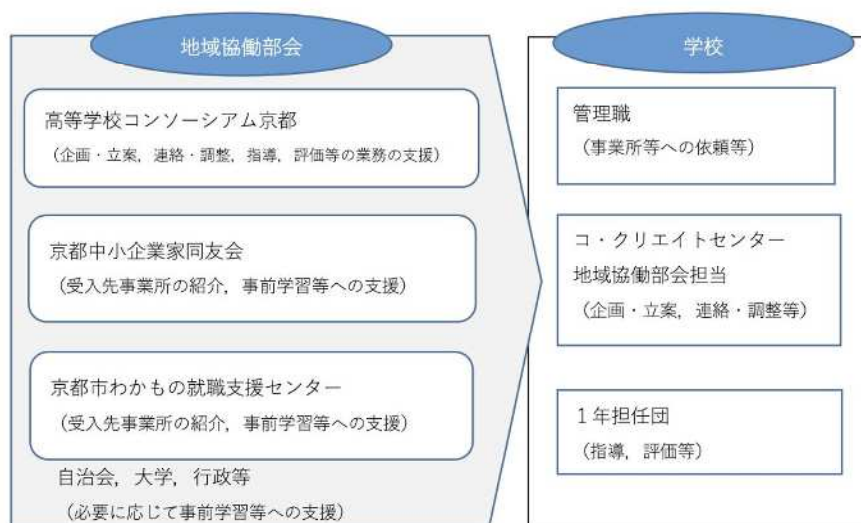 地域協働部会
高等学校コンソーシアム京都
（企画・立案，連絡・調整，指導，評価等の業務の支援）
京都中小企業家同友会
（受入先事業所の紹介，事前学習等への支援）
京都市わかもの就職支援センター
（受入先事業所の紹介，事前学習等への支援）
自治会，大学，行政等
（必要に応じて事前学習等への支援）
学校
管理職
（事業所等への依頼等）
コ・クリエイトセンター
地域協働部会担当
（企画・立案，連絡・調整等）
１年担任団
（指導，評価等）